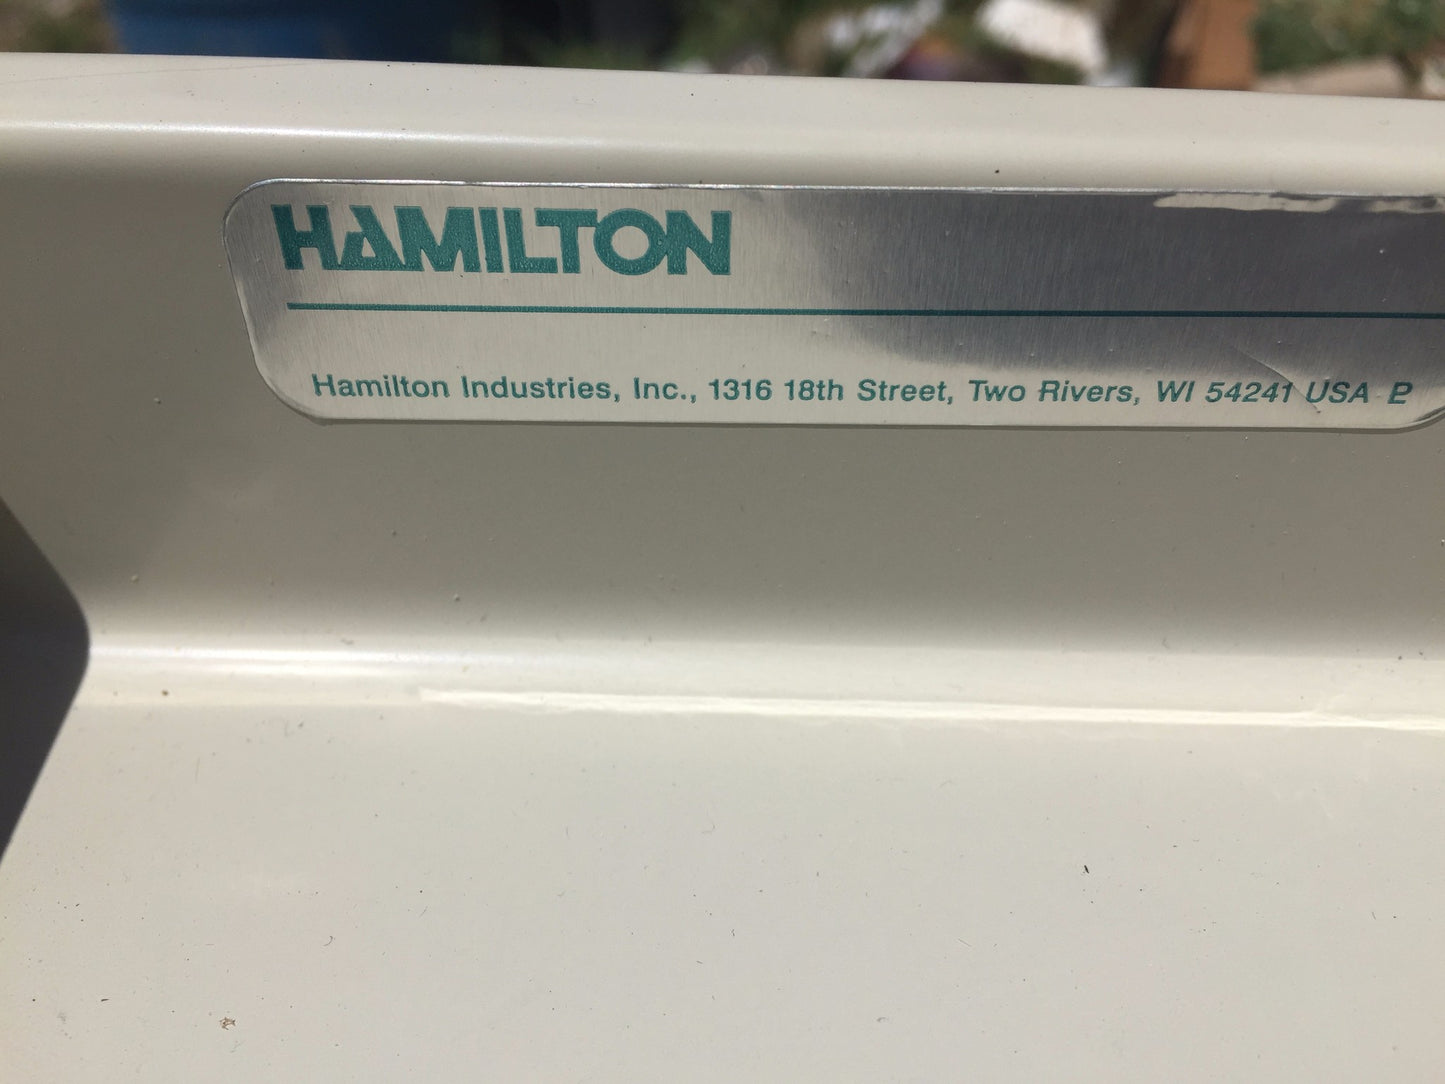 HAMILTON
Hamilton Industries, Inc., 1316 18th Street, Two Rivers, WI 54241 USA